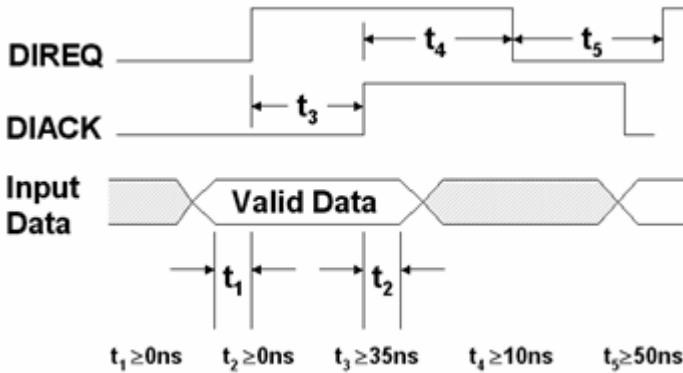 DIREQ
t₄
t₅
DIACK
t₃
Input
Data
Valid Data
t₁
t₂
t₁ ≥0ns t₂ ≥0ns t₃ ≥35ns t₄ ≥10ns t₅ ≥50ns